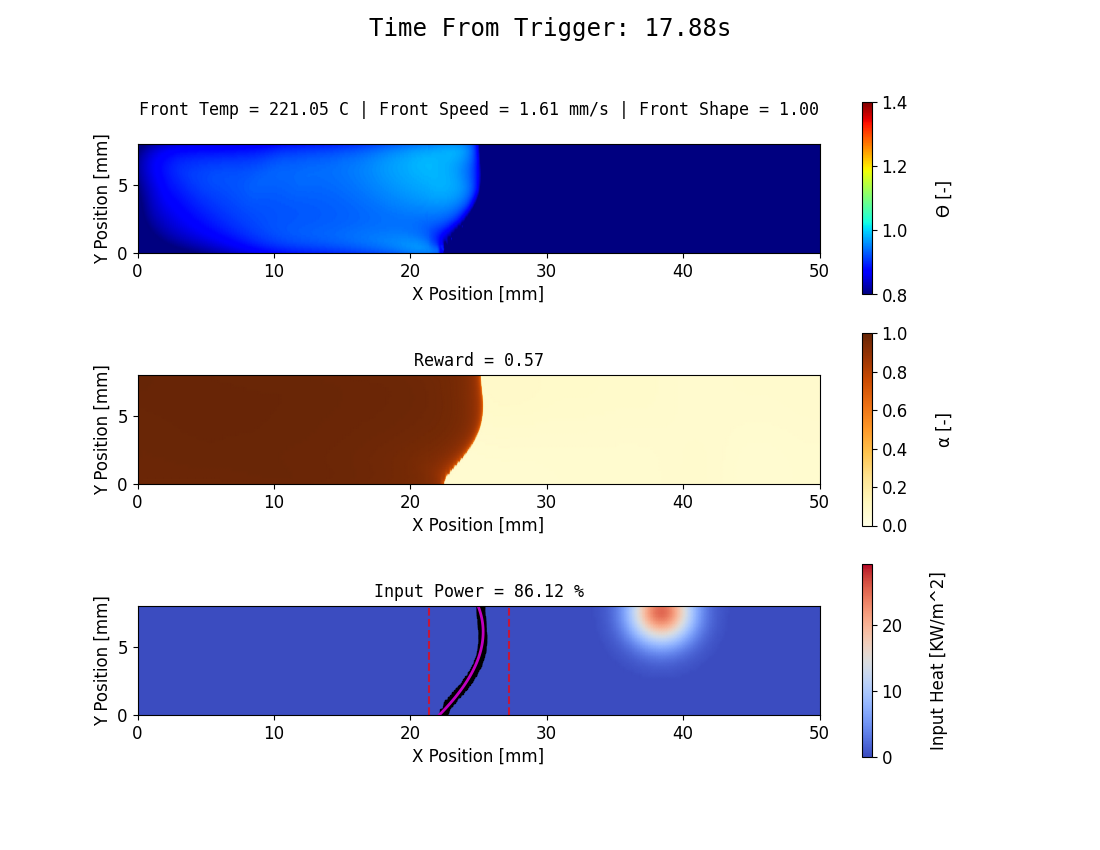 Time From Trigger: 17.88s
Front Temp = 221.05 C | Front Speed = 1.61 mm/s | Front Shape = 1.00
Y Position [mm]
5
0
0 10 20 30 40 50
X Position [mm]
1.4
1.2
1.0
0.8
Θ [-]
Reward = 0.57
Y Position [mm]
5
0
0 10 20 30 40 50
X Position [mm]
1.0
0.8
0.6
0.4
0.2
0.0
α [-]
Input Power = 86.12 %
Y Position [mm]
5
0
0 10 20 30 40 50
X Position [mm]
20
10
0
Input Heat [KW/m^2]